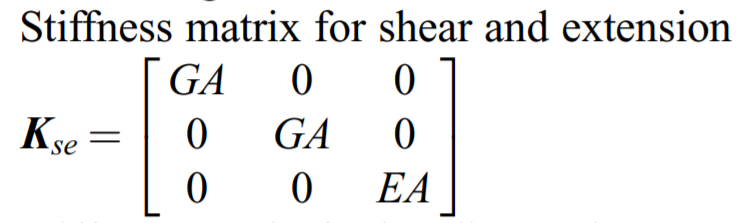 Stiffness matrix for shear and extension
GA 0 0
K_se = 0 GA 0
0 0 EA